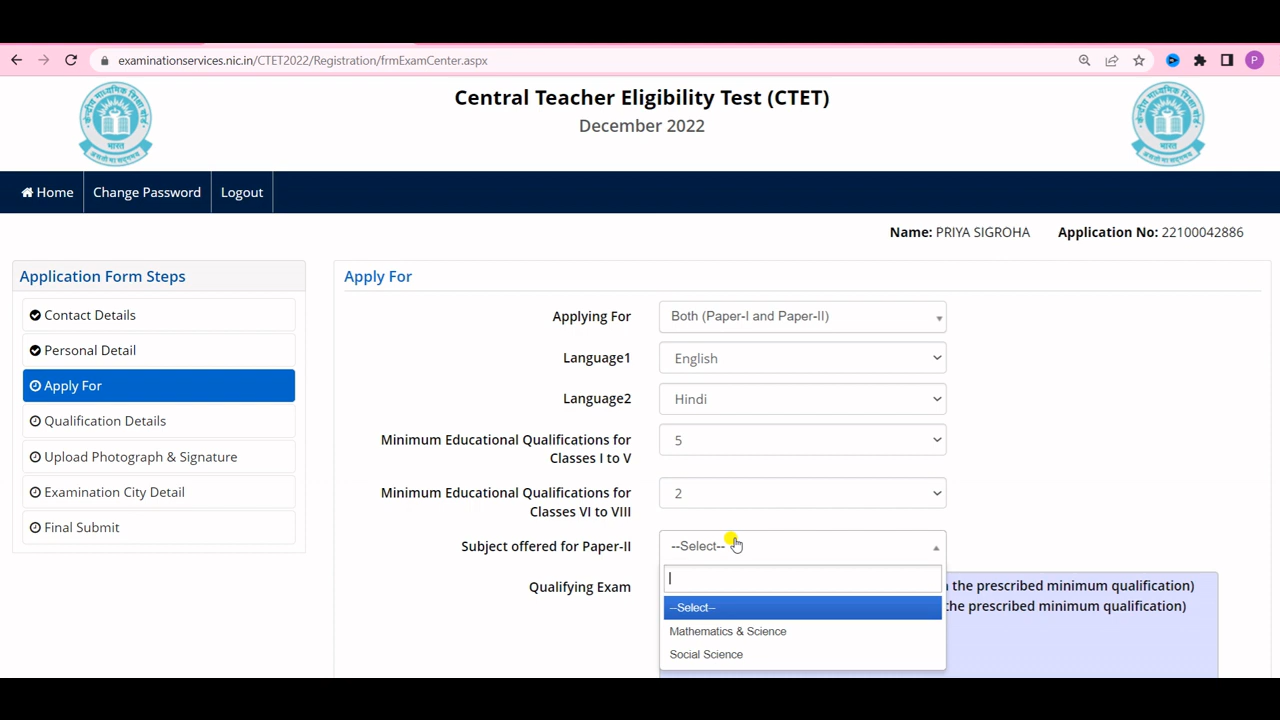 examinationservices.nic.in/CTET2022/Registration/frmExamCenter.aspx
P
Central Teacher Eligibility Test (CTET)
December 2022
Home Change Password Logout
Name: PRIYA SIGROHA Application No: 22100042886
Application Form Steps
Contact Details
Personal Detail
Apply For
Qualification Details
Upload Photograph & Signature
Examination City Detail
Final Submit
Apply For
Applying For Both (Paper-I and Paper-II)
Language1 English
Language2 Hindi
Minimum Educational Qualifications for
Classes I to V
5
Minimum Educational Qualifications for
Classes VI to VIII
2
Subject offered for Paper-II --Select--
Qualifying Exam
--Select--
Mathematics & Science
Social Science
the prescribed minimum qualification)
the prescribed minimum qualification)